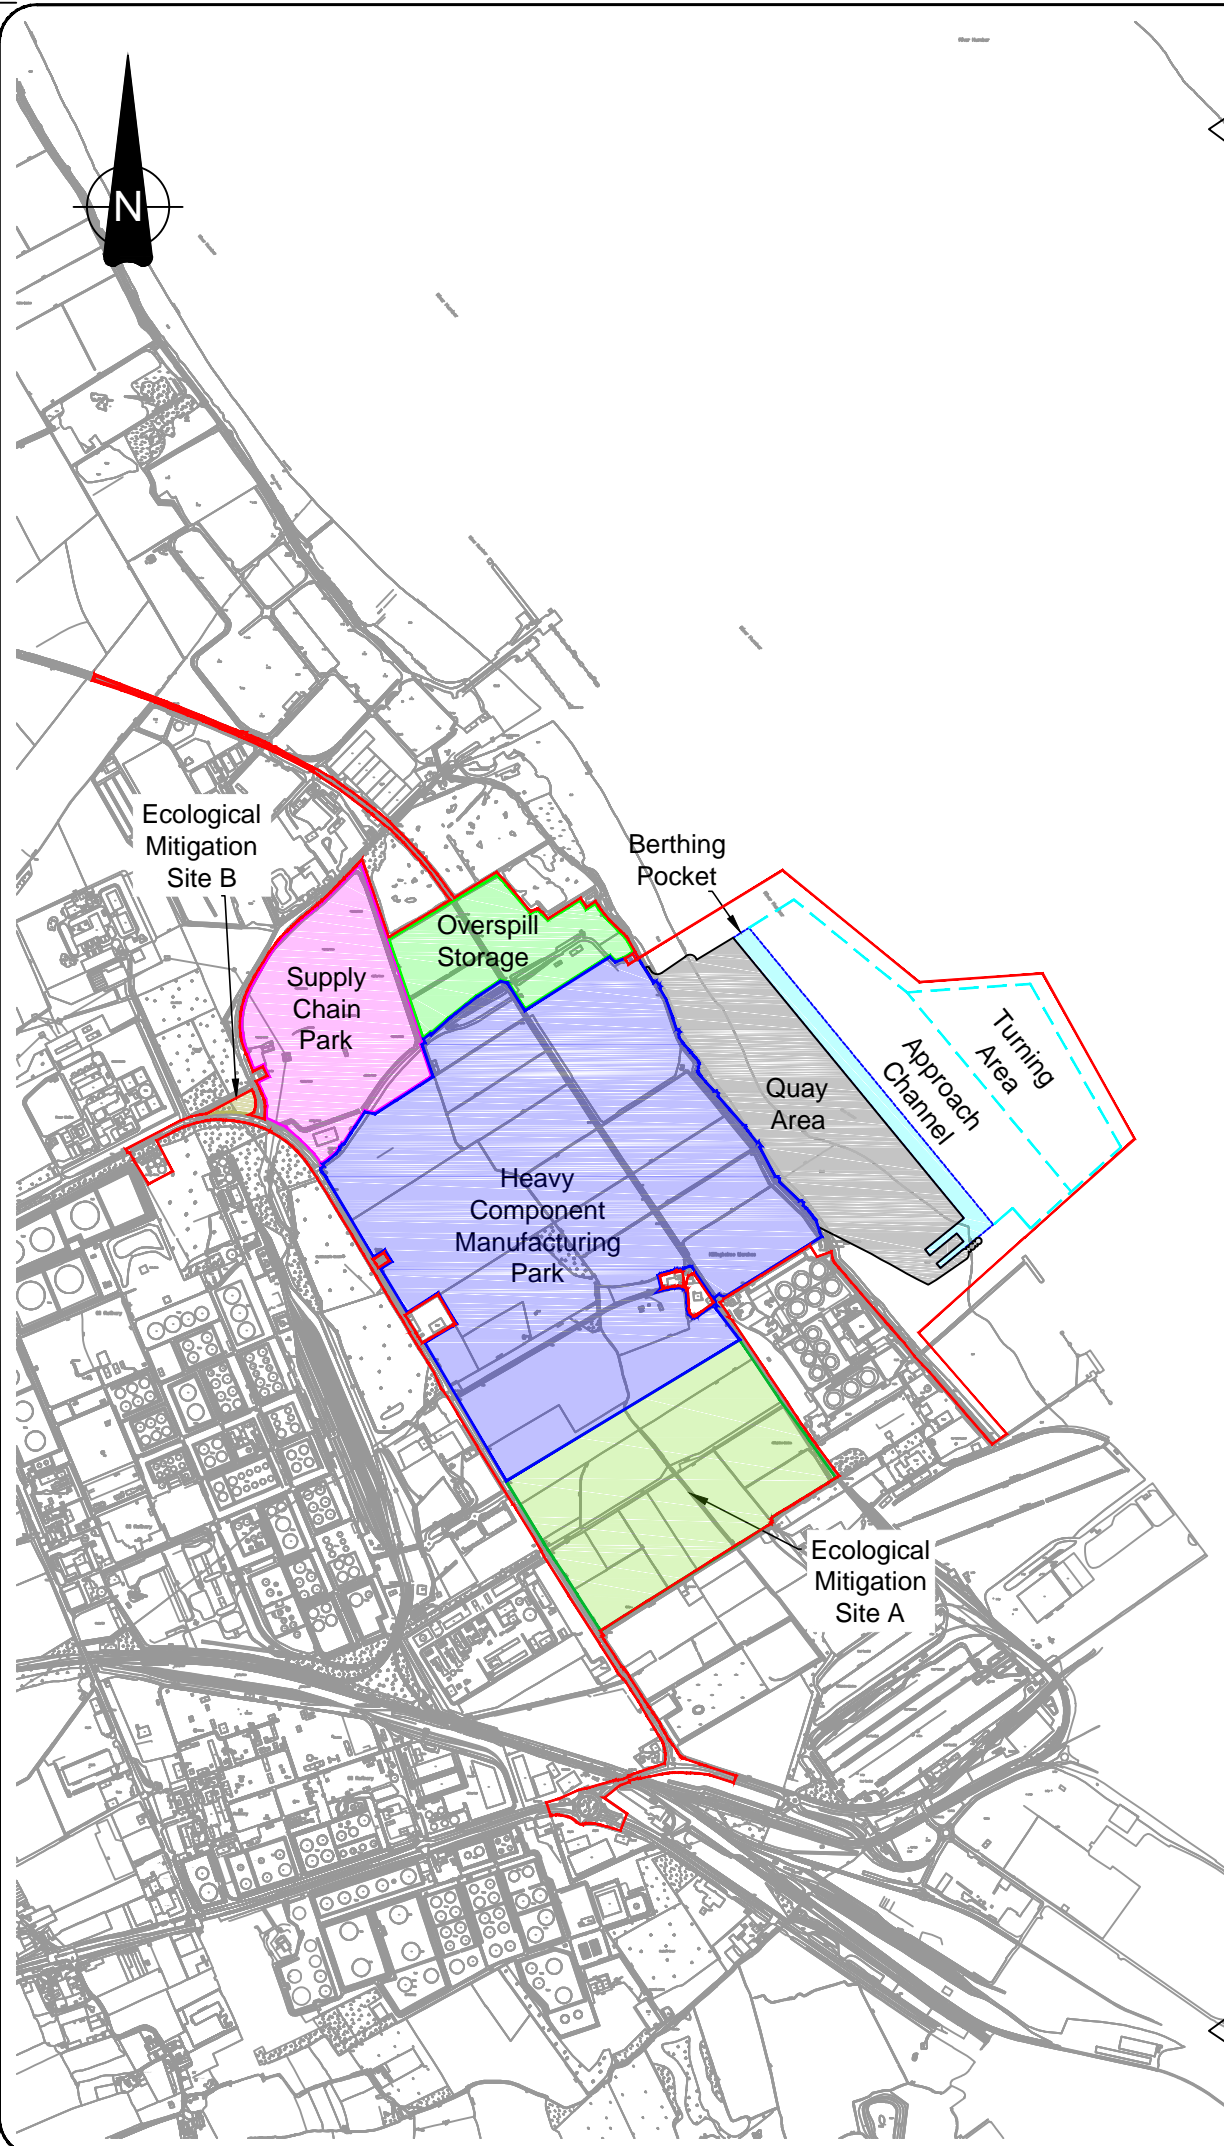 N
Ecological
Mitigation
Site B
Berthing
Pocket
Overspill
Storage
Supply
Chain
Park
Turning
Area
Approach
Channel
Quay
Area
Heavy
Component
Manufacturing
Park
Ecological
Mitigation
Site A